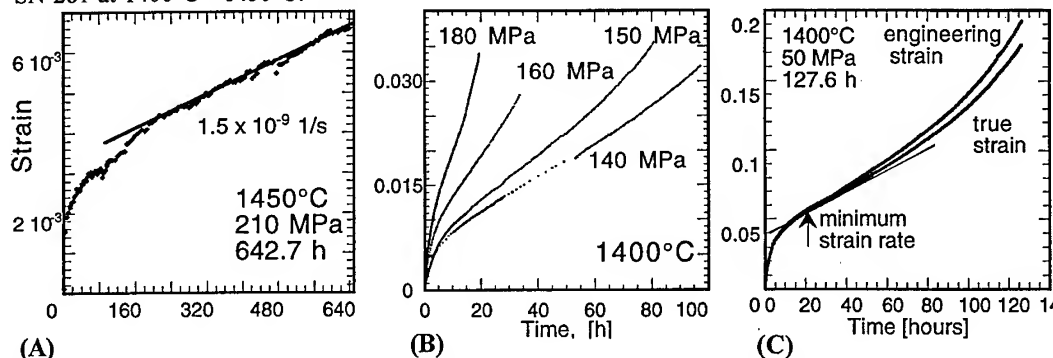 SN 281 at 1400°C
6 10-3
2 10-3
Strain
1.5 x 10-9 1/s
1450°C
210 MPa
642.7 h
0 160 320 480 640
(A)
0.03
0.015
0
180 MPa
150 MPa
160 MPa
140 MPa
1400°C
0 20 40 60 80 100
Time, [h]
(B)
0.2
0.15
0.1
0.05
0
1400°C
50 MPa
127.6 h
engineering
strain
true
strain
minimum
strain rate
0 20 40 60 80 100 120 140
Time [hours]
(C)